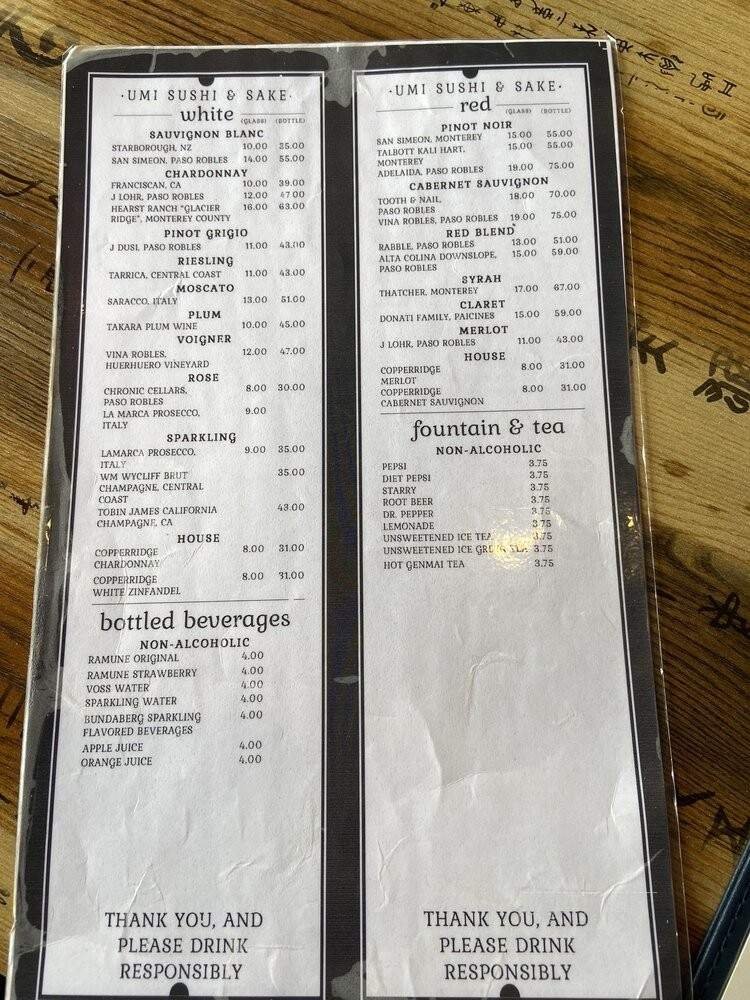 ·UMI SUSHI & SAKE·
white (GLASS) (BOTTLE)
SAUVIGNON BLANC
STARBOROUGH, NZ 10.00 35.00
SAN SIMEON, PASO ROBLES 14.00 55.00
CHARDONNAY
FRANCISCAN, CA 10.00 39.00
J LOHR, PASO ROBLES 12.00 47.00
HEARST RANCH "GLACIER 16.00 63.00
RIDGE", MONTEREY COUNTY
PINOT GRIGIO
J DUSI, PASO ROBLES 11.00 43.00
RIESLING
TARRICA, CENTRAL COAST 11.00 43.00
MOSCATO
SARACCO, ITALY 13.00 51.00
PLUM
TAKARA PLUM WINE 10.00 45.00
VOIGNER
VINA ROBLES, 12.00 47.00
HUERHUERO VINEYARD
ROSE
CHRONIC CELLARS, 8.00 30.00
PASO ROBLES
LA MARCA PROSECCO, 9.00
ITALY
SPARKLING
LAMARCA PROSECCO, 9.00 35.00
ITALY
WM WYCLIFF BRUT 35.00
CHAMPAGNE, CENTRAL
COAST
TOBIN JAMES CALIFORNIA 43.00
CHAMPAGNE, CA
HOUSE
COPPERRIDGE 8.00 31.00
CHARDONNAY
COPPERRIDGE 8.00 31.00
WHITE ZINFANDEL
bottled beverages
NON-ALCOHOLIC
RAMUNE ORIGINAL 4.00
RAMUNE STRAWBERRY 4.00
VOSS WATER 4.00
SPARKLING WATER 4.00
BUNDABERG SPARKLING 4.00
FLAVORED BEVERAGES
APPLE JUICE 4.00
ORANGE JUICE 4.00
THANK YOU, AND
PLEASE DRINK
RESPONSIBLY
·UMI SUSHI & SAKE·
red (GLASS) (BOTTLE)
PINOT NOIR
SAN SIMEON, MONTEREY 15.00 55.00
TALBOTT KALI HART, 15.00 55.00
MONTEREY
ADELAIDA, PASO ROBLES 19.00 75.00
CABERNET SAUVIGNON
TOOTH & NAIL, 18.00 70.00
PASO ROBLES
VINA ROBLES, PASO ROBLES 19.00 75.00
RED BLEND
RABBLE, PASO ROBLES 13.00 51.00
ALTA COLINA DOWNSLOPE, 15.00 59.00
PASO ROBLES
SYRAH
THATCHER, MONTEREY 17.00 67.00
CLARET
DONATI FAMILY, PAICINES 15.00 59.00
MERLOT
J LOHR, PASO ROBLES 11.00 43.00
HOUSE
COPPERRIDGE 8.00 31.00
MERLOT
COPPERRIDGE 8.00 31.00
CABERNET SAUVIGNON
fountain & tea
NON-ALCOHOLIC
PEPSI 3.75
DIET PEPSI 3.75
STARRY 3.75
ROOT BEER 3.75
DR. PEPPER 3.75
LEMONADE 3.75
UNSWEETENED ICE TEA 3.75
UNSWEETENED ICE GREEN TEA 3.75
HOT GENMAI TEA 3.75
THANK YOU, AND
PLEASE DRINK
RESPONSIBLY